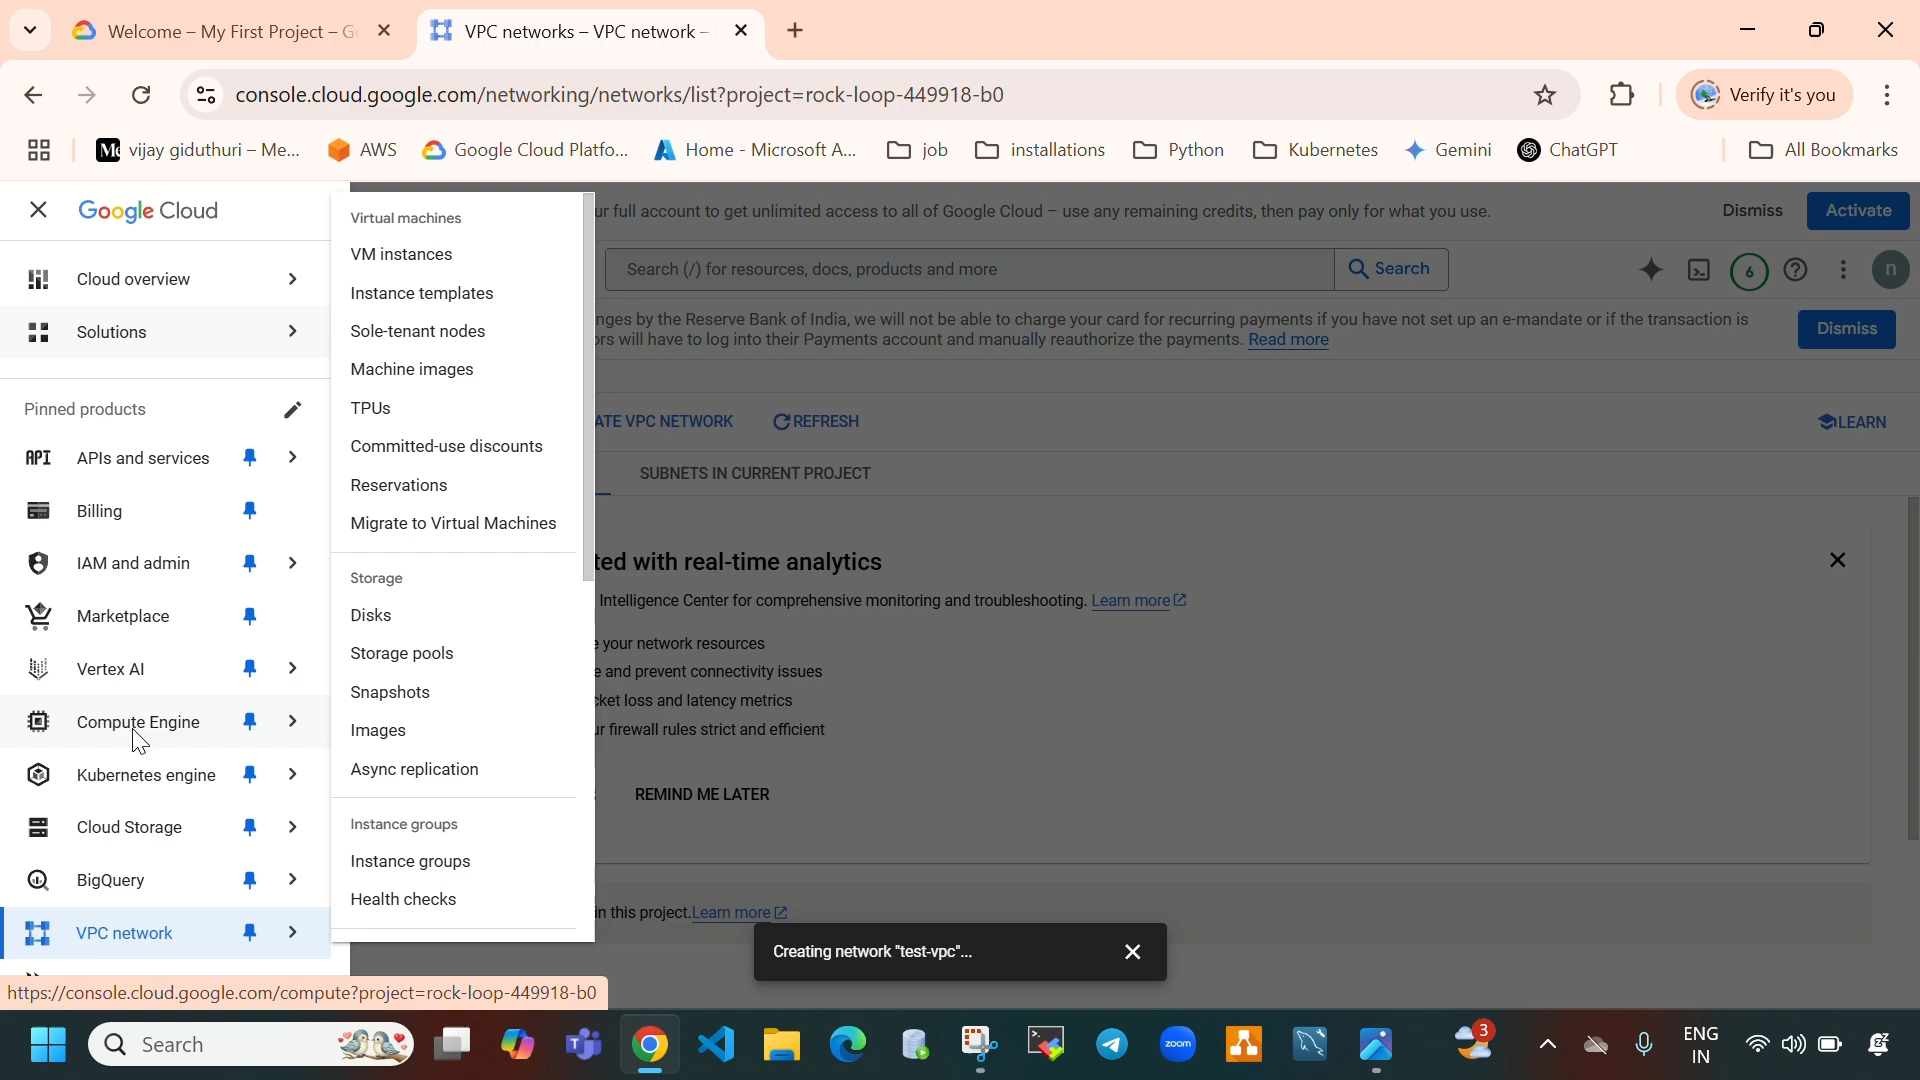 Welcome – My First Project – Go
VPC networks – VPC network –
console.cloud.google.com/networking/networks/list?project=rock-loop-449918-b0
Verify it's you
vijay giduthuri – Me...
AWS
Google Cloud Platfo...
Home - Microsoft A...
job
installations
Python
Kubernetes
Gemini
ChatGPT
All Bookmarks
Google Cloud
ur full account to get unlimited access to all of Google Cloud – use any remaining credits, then pay only for what you use.
Dismiss
Activate
Search (/) for resources, docs, products and more
Search
6
n
nges by the Reserve Bank of India, we will not be able to charge your card for recurring payments if you have not set up an e-mandate or if the transaction is
ors will have to log into their Payments account and manually reauthorize the payments. Read more
Dismiss
ATE VPC NETWORK
REFRESH
LEARN
SUBNETS IN CURRENT PROJECT
ted with real-time analytics
Intelligence Center for comprehensive monitoring and troubleshooting. Learn more
e your network resources
e and prevent connectivity issues
cket loss and latency metrics
ur firewall rules strict and efficient
REMIND ME LATER
in this project. Learn more
Creating network "test-vpc"...
Cloud overview
Solutions
Pinned products
API APIs and services
Billing
IAM and admin
Marketplace
Vertex AI
Compute Engine
Kubernetes engine
Cloud Storage
BigQuery
VPC network
Virtual machines
VM instances
Instance templates
Sole-tenant nodes
Machine images
TPUs
Committed-use discounts
Reservations
Migrate to Virtual Machines
Storage
Disks
Storage pools
Snapshots
Images
Async replication
Instance groups
Instance groups
Health checks
https://console.cloud.google.com/compute?project=rock-loop-449918-b0
Search
zoom
3
ENG
IN